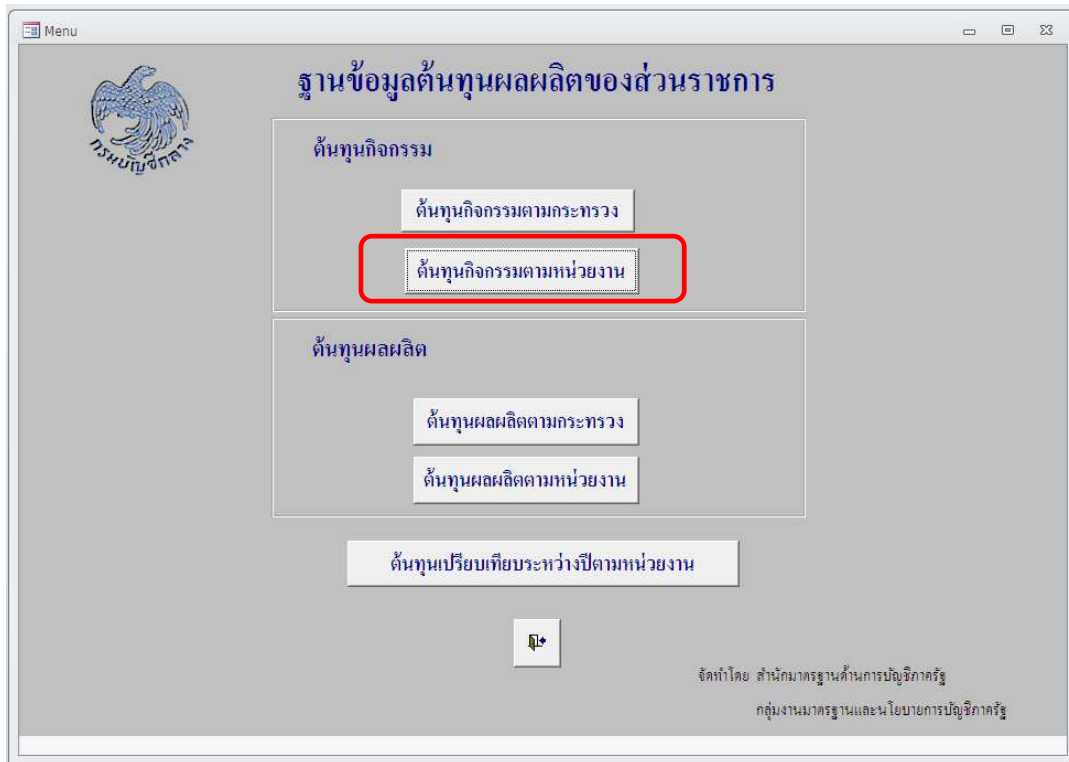 Menu
ฐานข้อมูลต้นทุนผลผลิตของส่วนราชการ
กรมบัญชีกลาง
ต้นทุนกิจกรรม
ต้นทุนกิจกรรมตามกระทรวง
ต้นทุนกิจกรรมตามหน่วยงาน
ต้นทุนผลผลิต
ต้นทุนผลผลิตตามกระทรวง
ต้นทุนผลผลิตตามหน่วยงาน
ต้นทุนเปรียบเทียบระหว่างปีตามหน่วยงาน
จัดทำโดย สำนักมาตรฐานด้านการบัญชีภาครัฐ
กลุ่มงานมาตรฐานและนโยบายการบัญชีภาครัฐ